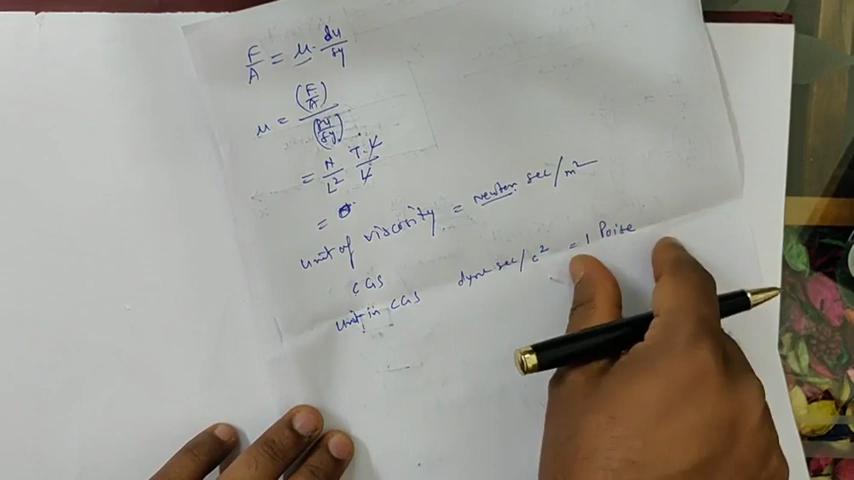 F/A = μ. du/dy
μ = (F/A) / (du/dy)
= N/L² T.L/L
=
unit of viscosity = newton sec/m²
CGS
unit in CGS dyne sec/c² = 1 Poise